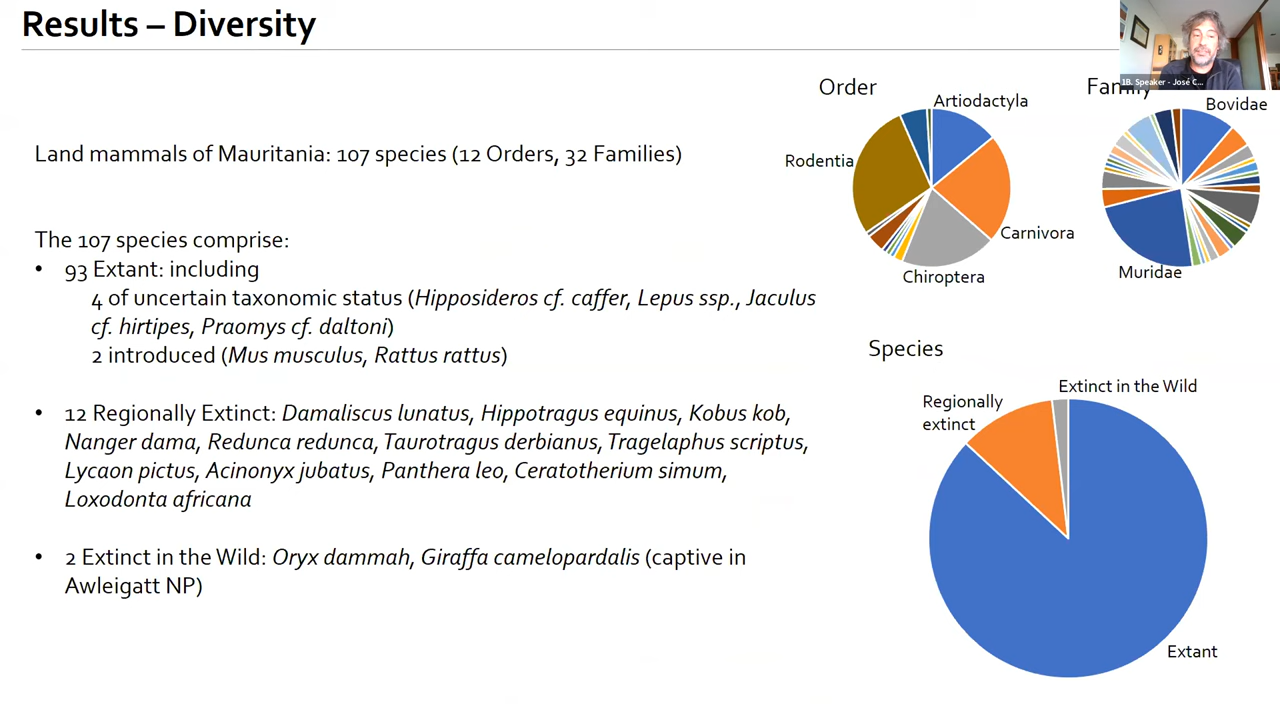 Results – Diversity
1B. Speaker - José C...
Land mammals of Mauritania: 107 species (12 Orders, 32 Families)
The 107 species comprise:
• 93 Extant: including
4 of uncertain taxonomic status (Hipposideros cf. caffer, Lepus ssp., Jaculus
cf. hirtipes, Praomys cf. daltoni)
2 introduced (Mus musculus, Rattus rattus)
• 12 Regionally Extinct: Damaliscus lunatus, Hippotragus equinus, Kobus kob,
Nanger dama, Redunca redunca, Taurotragus derbianus, Tragelaphus scriptus,
Lycaon pictus, Acinonyx jubatus, Panthera leo, Ceratotherium simum,
Loxodonta africana
• 2 Extinct in the Wild: Oryx dammah, Giraffa camelopardalis (captive in
Awleigatt NP)
Order
Artiodactyla
Rodentia
Carnivora
Chiroptera
Family
Bovidae
Muridae
Species
Extinct in the Wild
Regionally
extinct
Extant